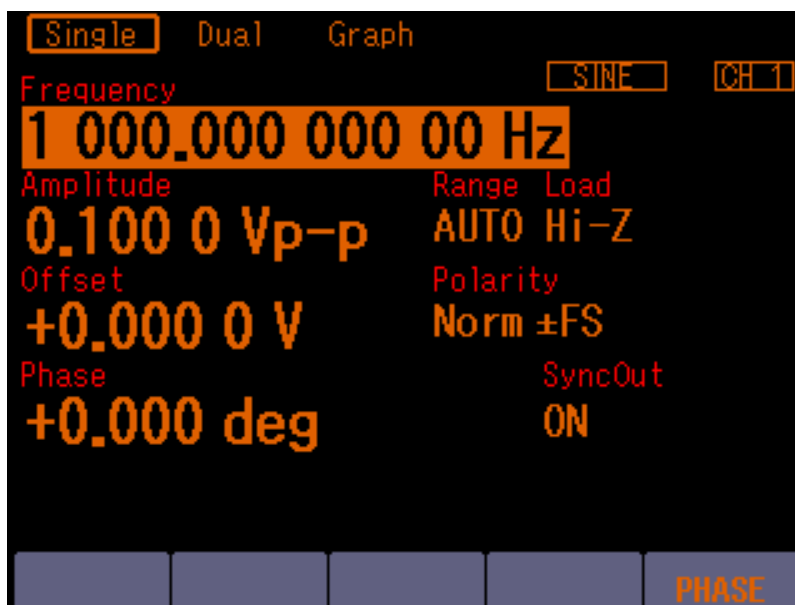 Single Dual Graph
SINE CH 1
Frequency
1 000.000 000 00 Hz
Amplitude Range Load
0.100 0 Vp-p AUTO Hi-Z
Offset Polarity
+0.000 0 V Norm ±FS
Phase SyncOut
+0.000 deg ON
PHASE